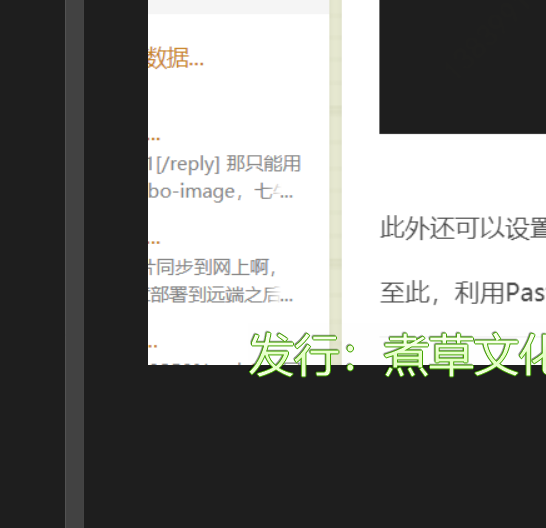 数据...
...
1[/reply] 那只能用
bo-image，七...
...
同步到网上啊，
部署到远端之后...
...
此外还可以设置
至此，利用Pas
发行：煮草文化